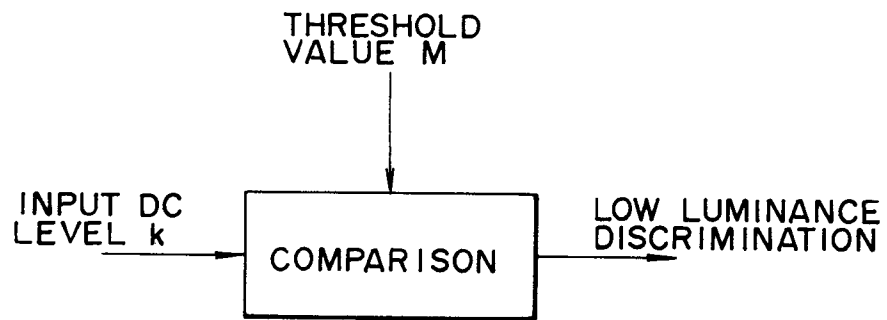 THRESHOLD
VALUE M
INPUT DC
LEVEL k
COMPARISON
LOW LUMINANCE
DISCRIMINATION